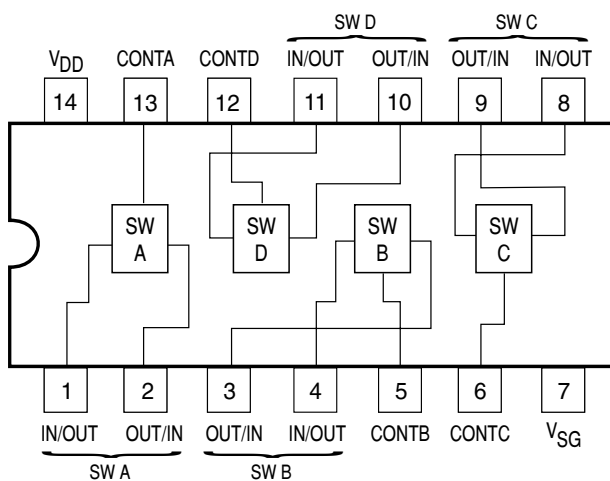 SW D SW C
V_DD CONTA CONTD IN/OUT OUT/IN OUT/IN IN/OUT
14 13 12 11 10 9 8
SW A SW D SW B SW C
1 2 3 4 5 6 7
IN/OUT OUT/IN OUT/IN IN/OUT CONTB CONTC V_SG
SW A SW B